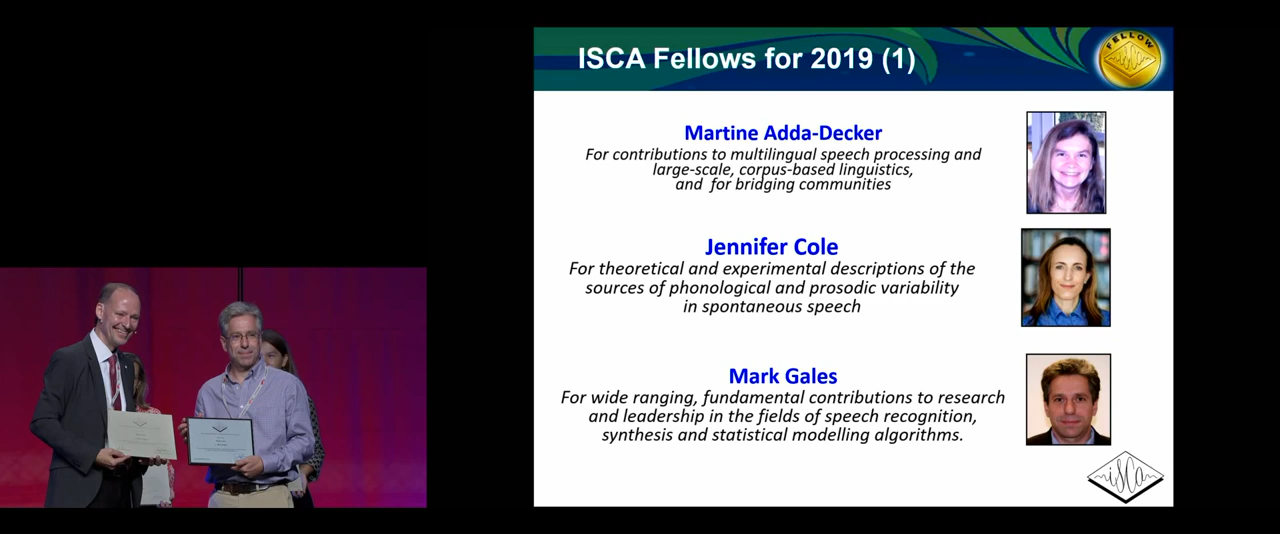 ISCA Fellows for 2019 (1)
FELLOW
isca
Martine Adda-Decker
For contributions to multilingual speech processing and
large-scale, corpus-based linguistics,
and for bridging communities
Jennifer Cole
For theoretical and experimental descriptions of the
sources of phonological and prosodic variability
in spontaneous speech
Mark Gales
For wide ranging, fundamental contributions to research
and leadership in the fields of speech recognition,
synthesis and statistical modelling algorithms.
isca